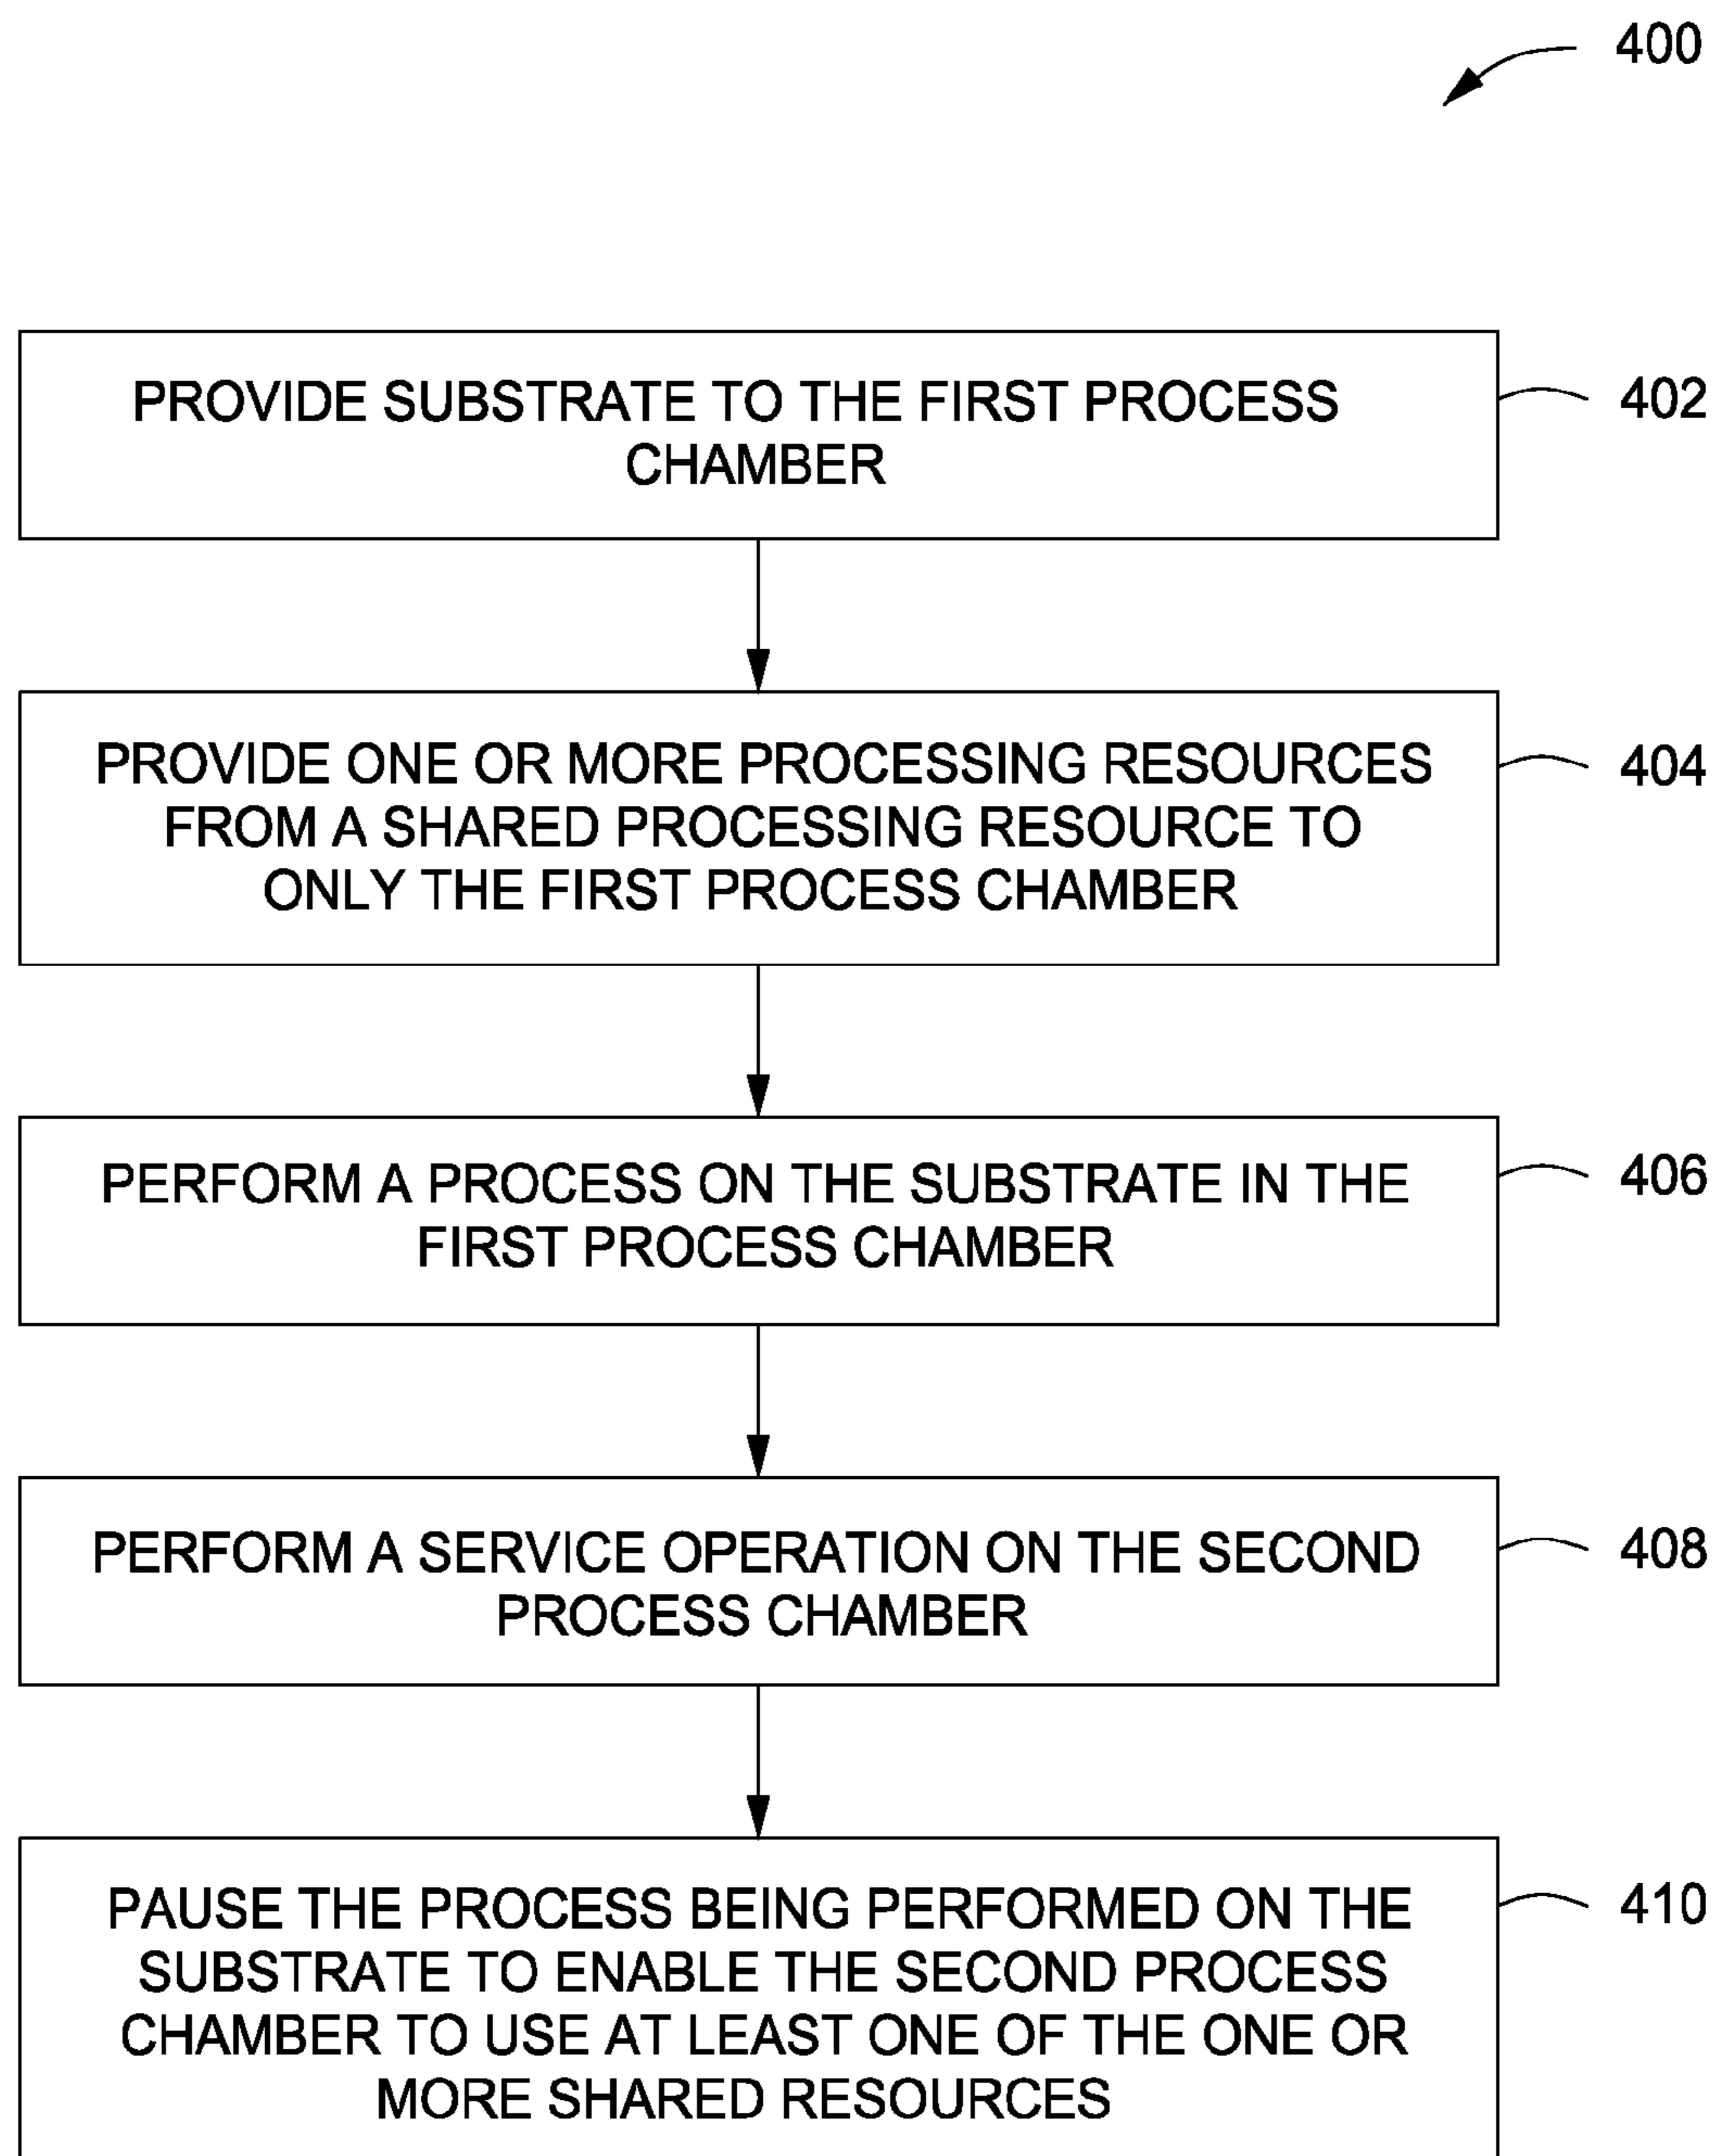 400
PROVIDE SUBSTRATE TO THE FIRST PROCESS
CHAMBER
402
PROVIDE ONE OR MORE PROCESSING RESOURCES
FROM A SHARED PROCESSING RESOURCE TO
ONLY THE FIRST PROCESS CHAMBER
404
PERFORM A PROCESS ON THE SUBSTRATE IN THE
FIRST PROCESS CHAMBER
406
PERFORM A SERVICE OPERATION ON THE SECOND
PROCESS CHAMBER
408
PAUSE THE PROCESS BEING PERFORMED ON THE
SUBSTRATE TO ENABLE THE SECOND PROCESS
CHAMBER TO USE AT LEAST ONE OF THE ONE OR
MORE SHARED RESOURCES
410